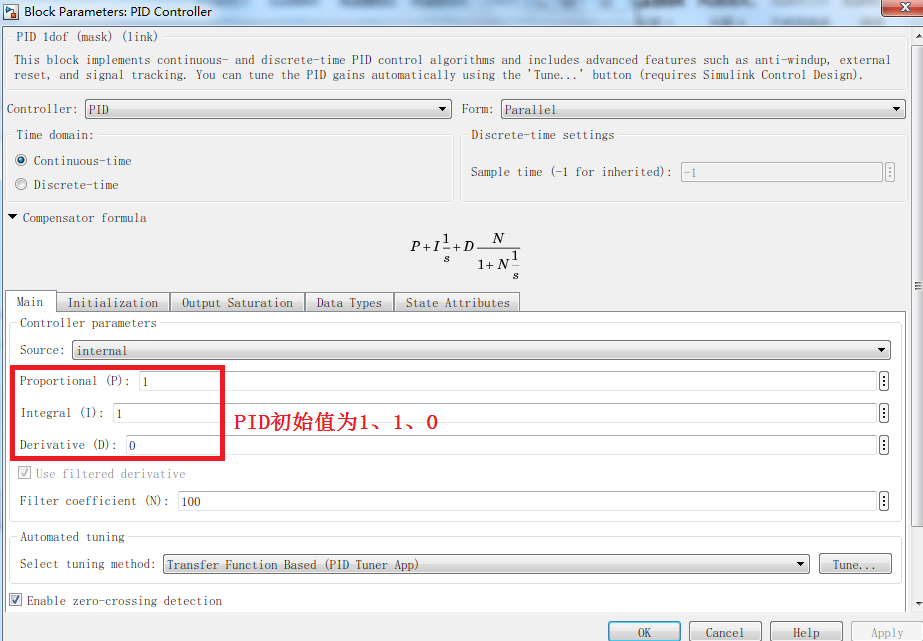 Block Parameters: PID Controller
PID 1dof (mask) (link)
This block implements continuous- and discrete-time PID control algorithms and includes advanced features such as anti-windup, external
reset, and signal tracking. You can tune the PID gains automatically using the 'Tune...' button (requires Simulink Control Design).
Controller: PID Form: Parallel
Time domain: Discrete-time settings
Continuous-time
Sample time (-1 for inherited): -1
Discrete-time
Compensator formula
P+I\frac{1}{s}+D\frac{N}{1+N\frac{1}{s}}
Main Initialization Output Saturation Data Types State Attributes
Controller parameters
Source: internal
Proportional (P): 1
Integral (I): 1
PID初始值为1、1、0
Derivative (D): 0
Use filtered derivative
Filter coefficient (N): 100
Automated tuning
Select tuning method: Transfer Function Based (PID Tuner App) Tune...
Enable zero-crossing detection
OK Cancel Help Apply